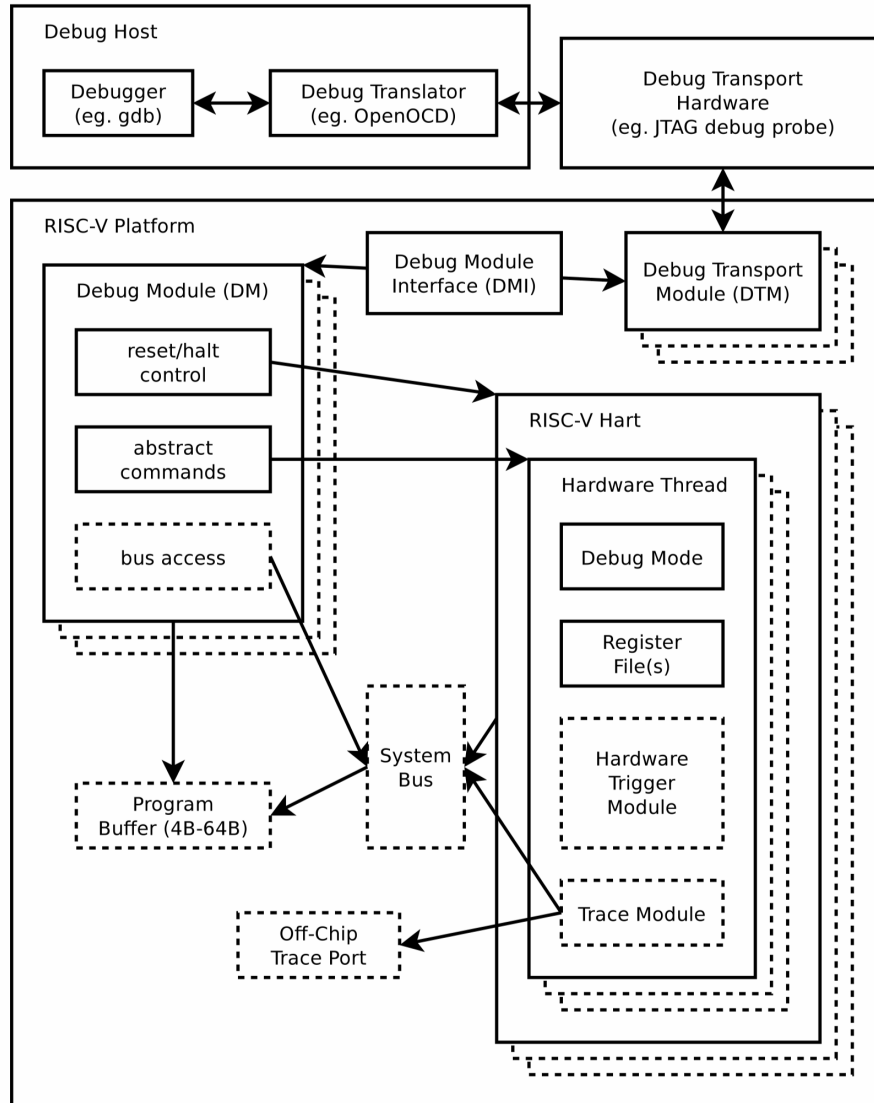 Debug Host
Debugger
(eg. gdb)
Debug Translator
(eg. OpenOCD)
Debug Transport
Hardware
(eg. JTAG debug probe)
RISC-V Platform
Debug Module (DM)
Debug Module
Interface (DMI)
Debug Transport
Module (DTM)
reset/halt
control
abstract
commands
bus access
RISC-V Hart
Hardware Thread
Debug Mode
Register
File(s)
Hardware
Trigger
Module
Trace Module
System
Bus
Program
Buffer (4B-64B)
Off-Chip
Trace Port